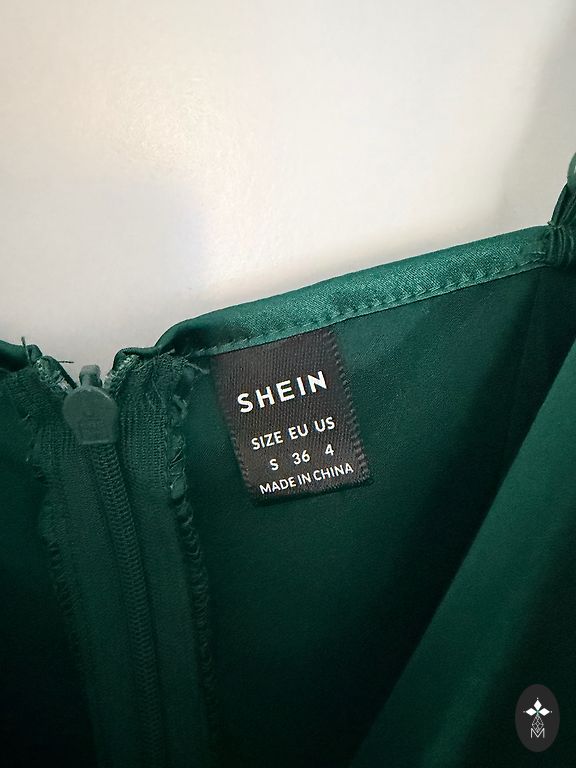 SHEIN
SIZE EU US
S 36 4
MADE IN CHINA
M